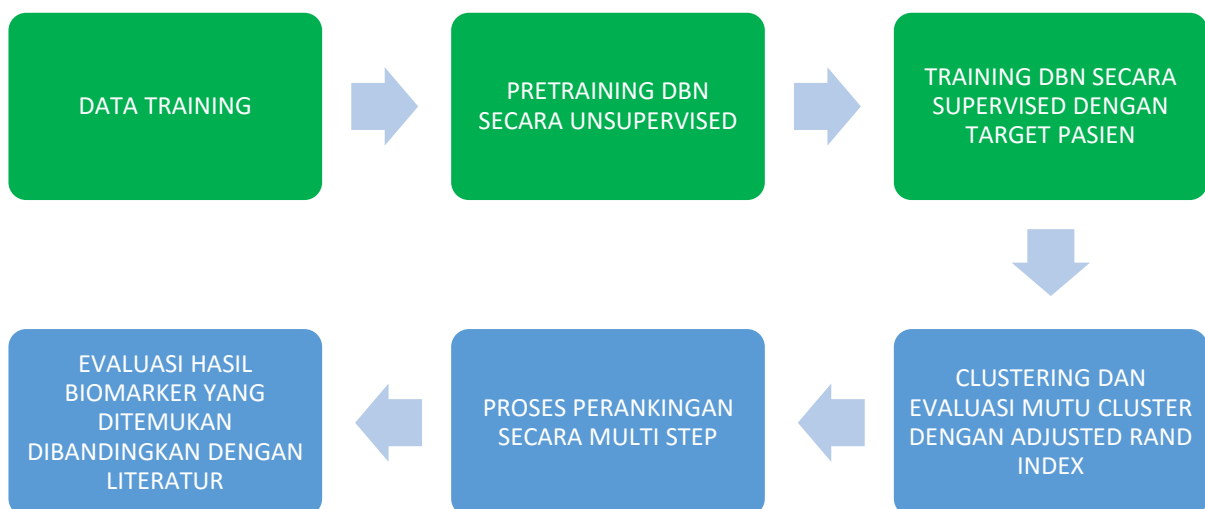 DATA TRAINING
PRETRAINING DBN
SECARA UNSUPERVISED
TRAINING DBN SECARA
SUPERVISED DENGAN
TARGET PASIEN
CLUSTERING DAN
EVALUASI MUTU CLUSTER
DENGAN ADJUSTED RAND
INDEX
PROSES PERANKINGAN
SECARA MULTI STEP
EVALUASI HASIL
BIOMARKER YANG
DITEMUKAN
DIBANDINGKAN DENGAN
LITERATUR